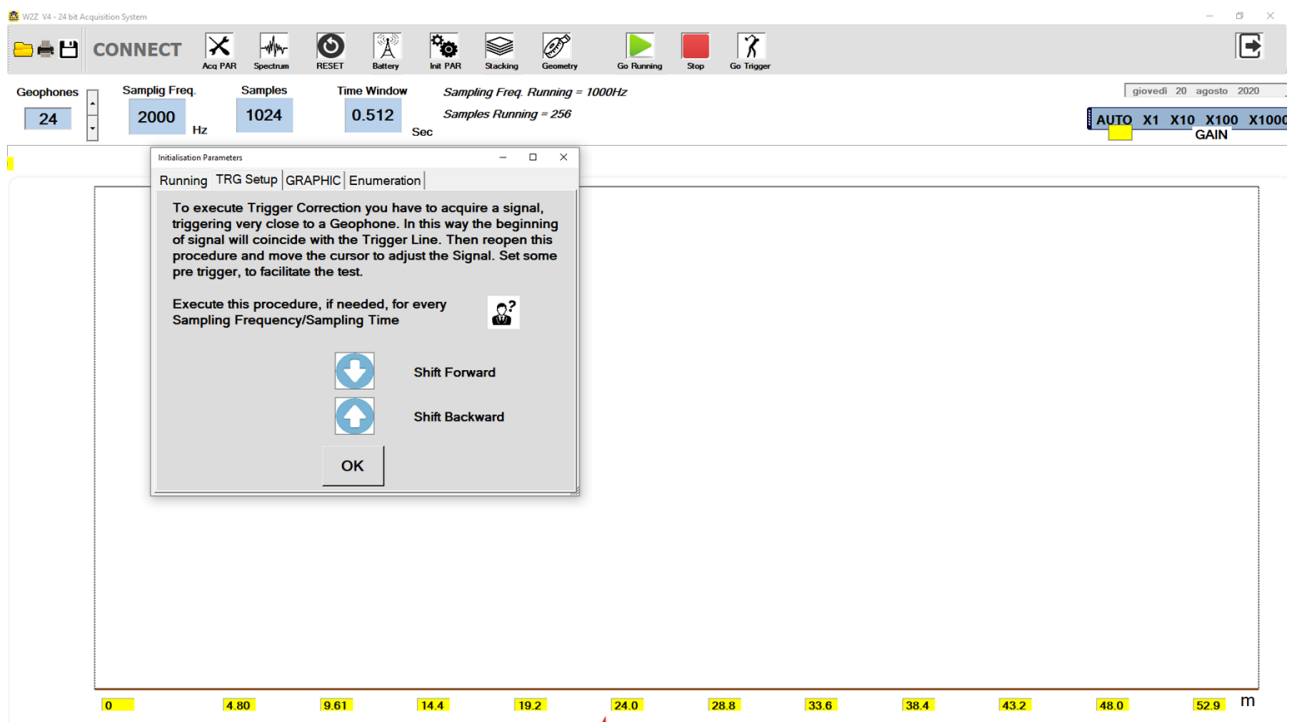 WZZ V4 - 24 bit Acquisition System
CONNECT
Acq PAR
Spectrum
RESET
Battery
Init PAR
Stacking
Geometry
Go Running
Stop
Go Trigger
Geophones
24
Samplig Freq.
2000
Hz
Samples
1024
Time Window
0.512
Sec
Sampling Freq. Running = 1000Hz
Samples Running = 256
giovedì 20 agosto 2020
AUTO X1 X10 X100 X1000
GAIN
Initialisation Parameters
Running TRG Setup GRAPHIC Enumeration
To execute Trigger Correction you have to acquire a signal,
triggering very close to a Geophone. In this way the beginning
of signal will coincide with the Trigger Line. Then reopen this
procedure and move the cursor to adjust the Signal. Set some
pre trigger, to facilitate the test.
Execute this procedure, if needed, for every
Sampling Frequency/Sampling Time
?
Shift Forward
Shift Backward
OK
0 4.80 9.61 14.4 19.2 24.0 28.8 33.6 38.4 43.2 48.0 52.9 m